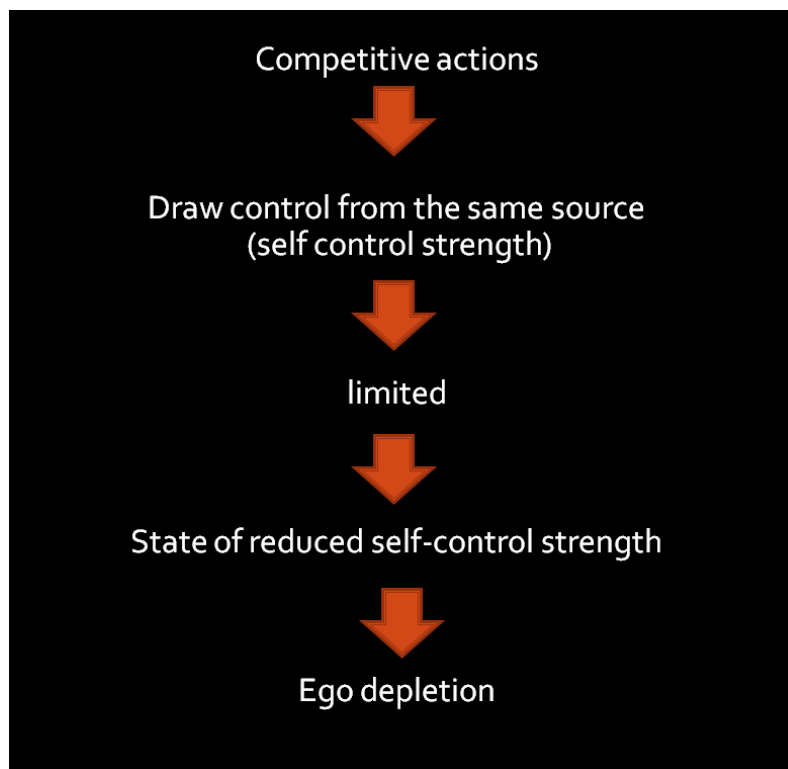 Competitive actions
Draw control from the same source
(self control strength)
limited
State of reduced self-control strength
Ego depletion